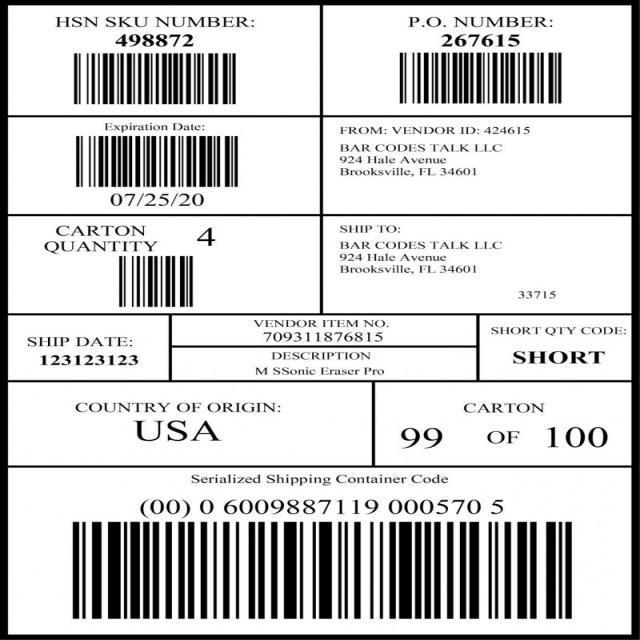 HSN SKU NUMBER:
498872
P.O. NUMBER:
267615
Expiration Date:
07/25/20
FROM: VENDOR ID: 424615
BAR CODES TALK LLC
924 Hale Avenue
Brooksville, FL 34601
CARTON
QUANTITY 4
SHIP TO:
BAR CODES TALK LLC
924 Hale Avenue
Brooksville, FL 34601
33715
SHIP DATE:
123123123
VENDOR ITEM NO.
709311876815
DESCRIPTION
M SSonic Eraser Pro
SHORT QTY CODE:
SHORT
COUNTRY OF ORIGIN:
USA
CARTON
99 OF 100
Serialized Shipping Container Code
(00) 0 6009887119 000570 5